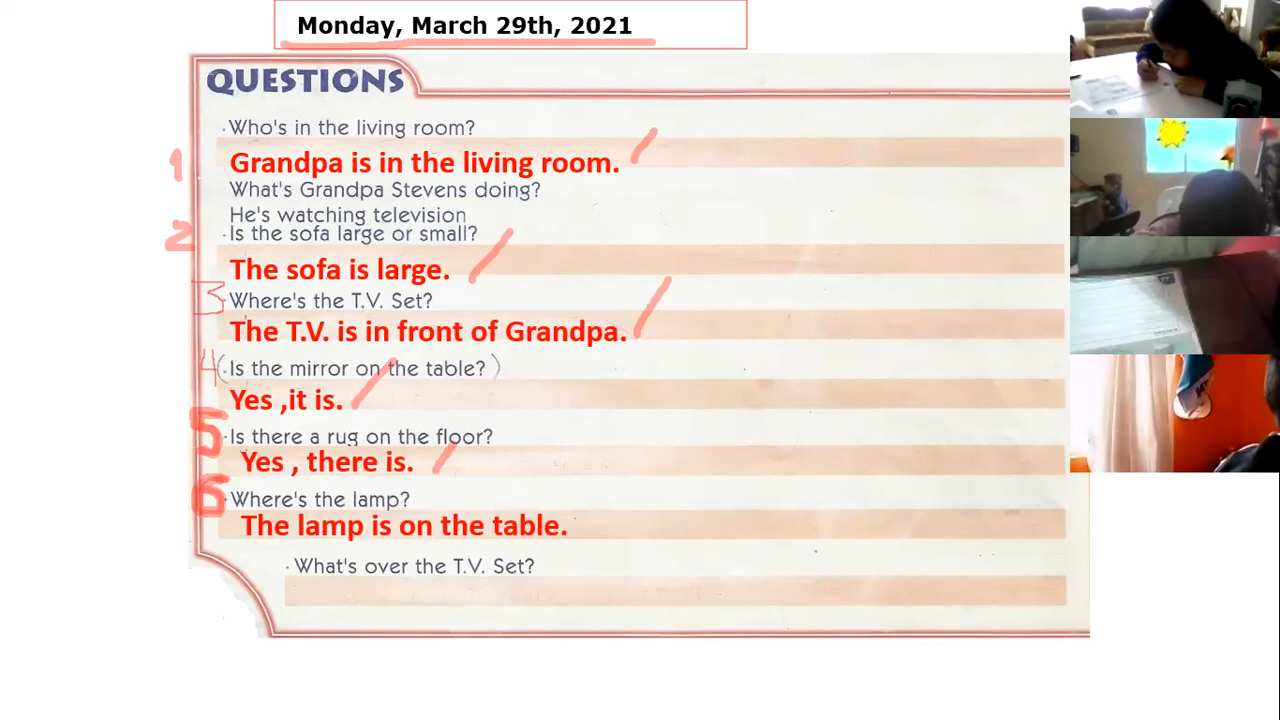 Monday, March 29th, 2021
QUESTIONS
· Who's in the living room?
1 Grandpa is in the living room.
What's Grandpa Stevens doing?
He's watching television
2 · Is the sofa large or small?
The sofa is large.
3 · Where's the T.V. Set?
The T.V. is in front of Grandpa.
4 (· Is the mirror on the table?)
Yes ,it is.
5 · Is there a rug on the floor?
Yes , there is.
6 · Where's the lamp?
The lamp is on the table.
· What's over the T.V. Set?